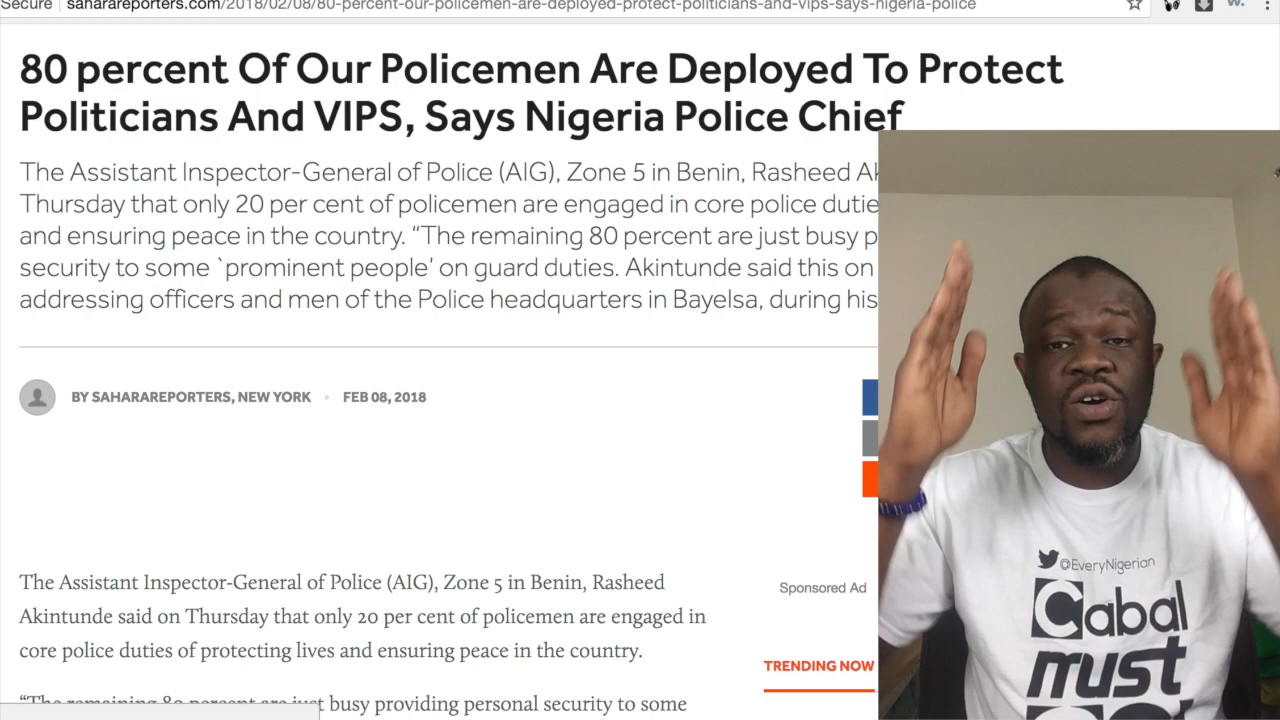 Secure
saharareporters.com/2018/02/08/80-percent-our-policemen-are-deployed-protect-politicians-and-vips-says-nigeria-police
80 percent Of Our Policemen Are Deployed To Protect
Politicians And VIPS, Says Nigeria Police Chief
The Assistant Inspector-General of Police (AIG), Zone 5 in Benin, Rasheed
Thursday that only 20 per cent of policemen are engaged in core police
and ensuring peace in the country. “The remaining 80 percent are just busy
security to some `prominent people' on guard duties. Akintunde said this on
addressing officers and men of the Police headquarters in Bayelsa, during his
BY SAHARAREPORTERS, NEW YORK • FEB 08, 2018
The Assistant Inspector-General of Police (AIG), Zone 5 in Benin, Rasheed
Akintunde said on Thursday that only 20 per cent of policemen are engaged in
core police duties of protecting lives and ensuring peace in the country.
“The remaining 80 percent are just busy providing personal security to some
Sponsored Ad
TRENDING NOW
@EveryNigerian
Cabal
must